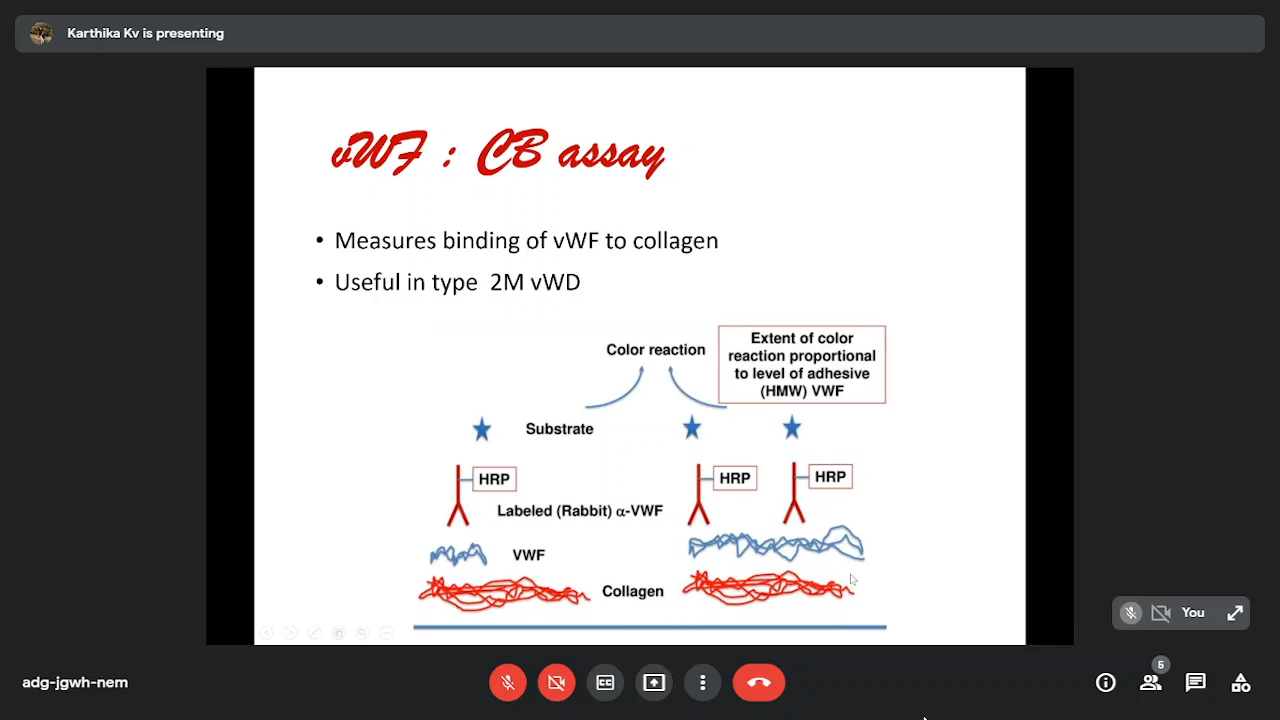 Karthika Kv is presenting
vWF : CB assay
• Measures binding of vWF to collagen
• Useful in type 2M vWD
Color reaction
Extent of color
reaction proportional
to level of adhesive
(HMW) VWF
Substrate
HRP
HRP
HRP
Labeled (Rabbit) α-VWF
VWF
Collagen
You
adg-jgwh-nem
5